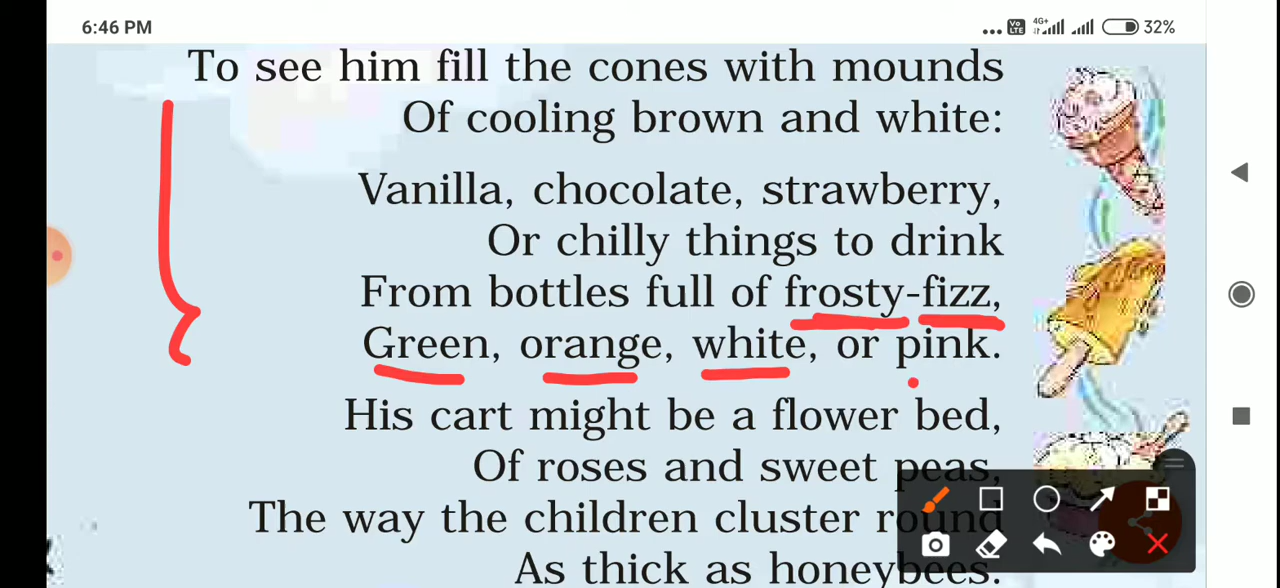 6:46 PM
Vo LTE 4G+ 32%
To see him fill the cones with mounds
Of cooling brown and white:
Vanilla, chocolate, strawberry,
Or chilly things to drink
From bottles full of frosty-fizz,
Green, orange, white, or pink.
His cart might be a flower bed,
Of roses and sweet peas,
The way the children cluster round
As thick as honeybees.